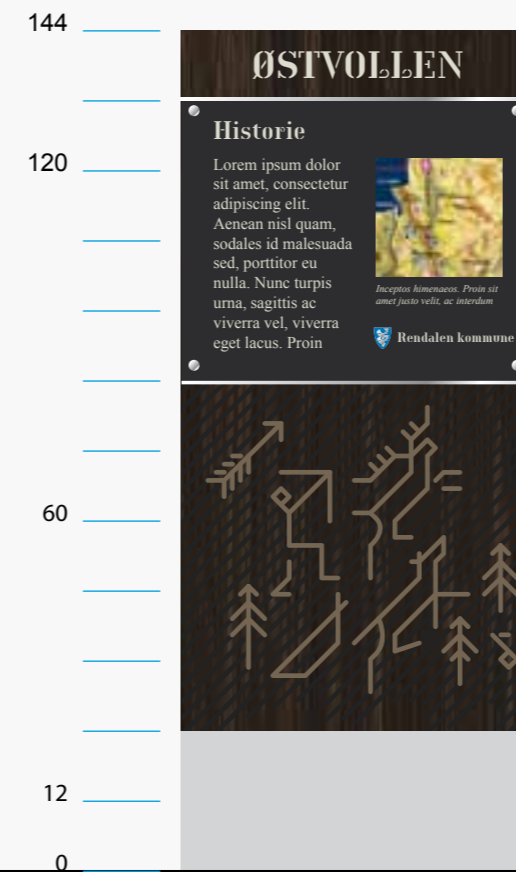 144
120
60
12
0
ØSTVOLLEN
Historie
Lorem ipsum dolor
sit amet, consectetur
adipiscing elit.
Aenean nisl quam,
sodales id malesuada
sed, porttitor eu
nulla. Nunc turpis
urna, sagittis ac
viverra vel, viverra
eget lacus. Proin
Inceptos himenaeos. Proin sit
amet justo velit, ac interdum
Rendalen kommune